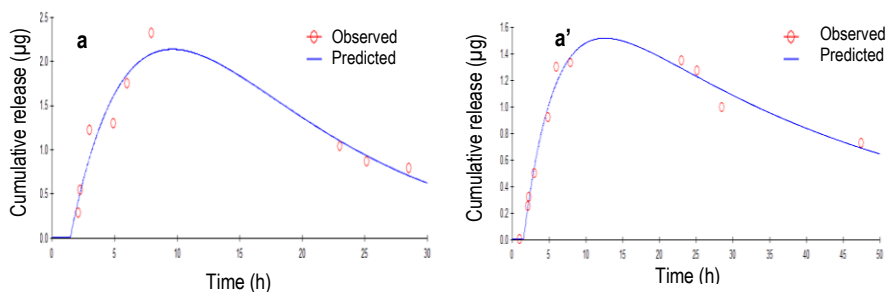 a
Observed
Predicted
Cumulative release (µg)
2.5
2.0
1.5
1.0
0.5
0.0
0 5 10 15 20 25 30
Time (h)
a’
Observed
Predicted
Cumulative release (µg)
1.6
1.4
1.2
1.0
0.8
0.6
0.4
0.2
0.0
0 5 10 15 20 25 30 35 40 45 50
Time (h)